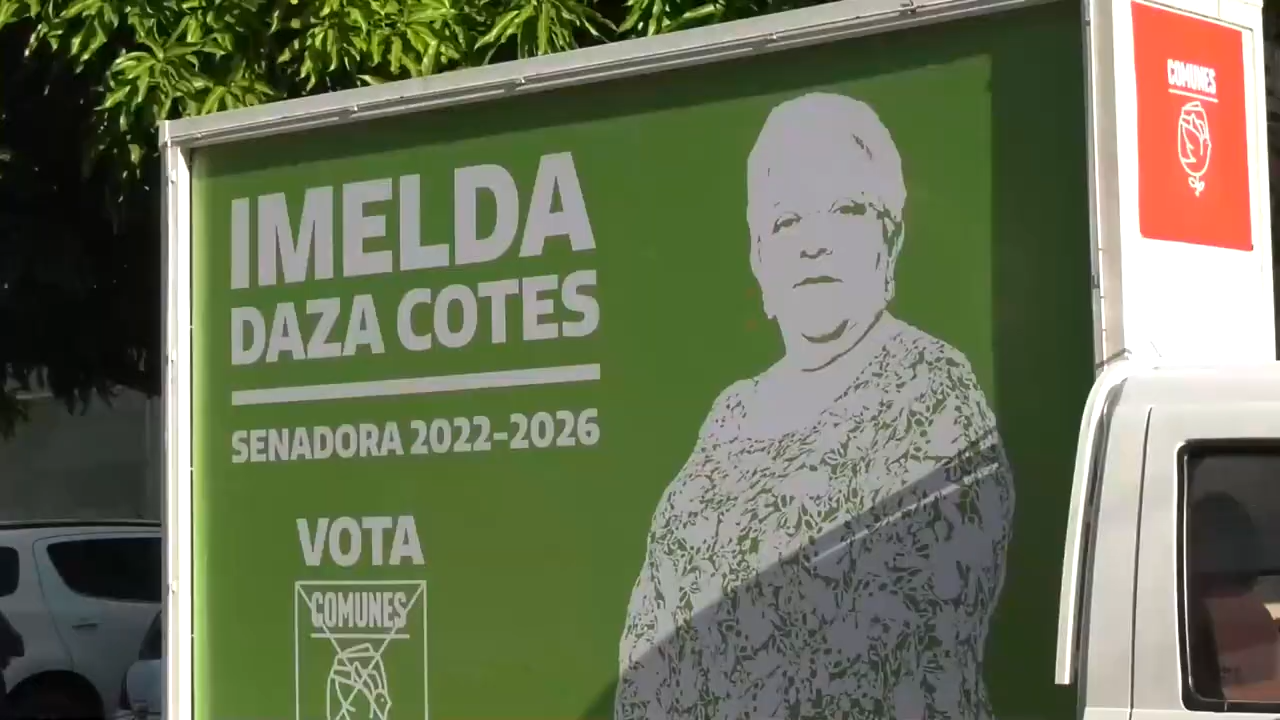 IMELDA
DAZA COTES
SENADORA 2022-2026
VOTA
COMUNES
COMUNES